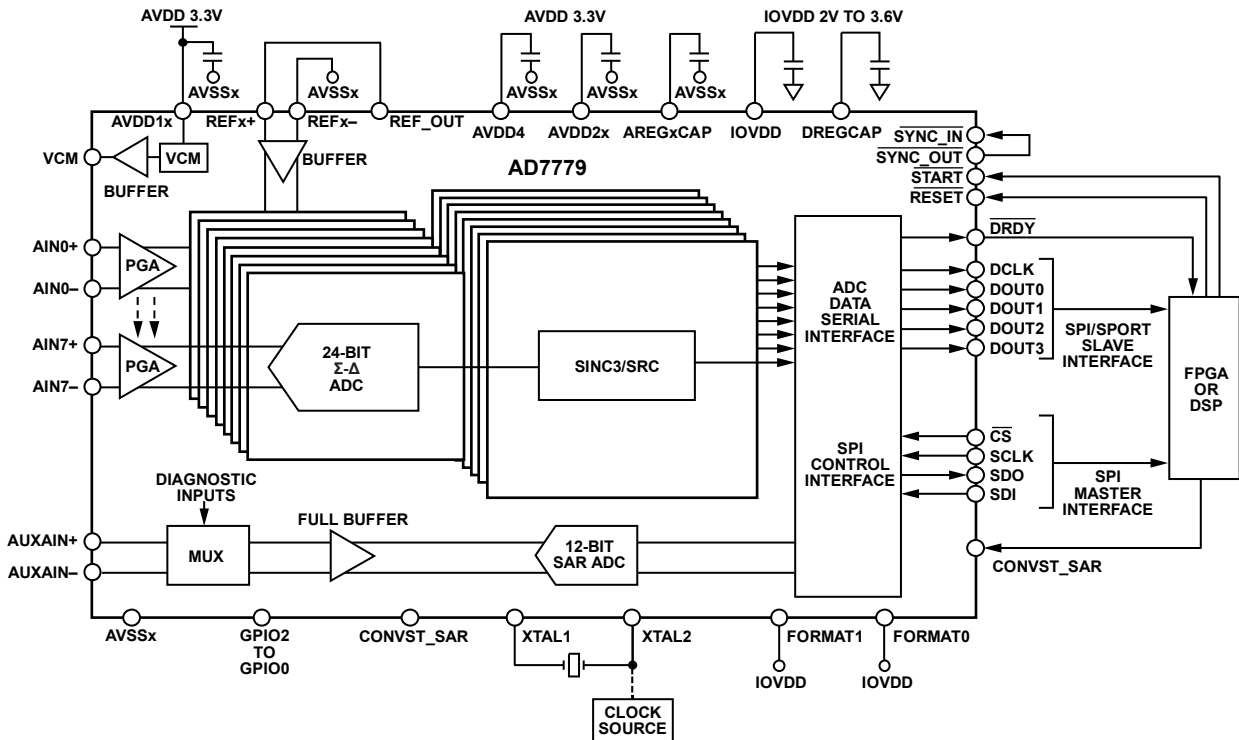 AVDD 3.3V
AVDD 3.3V
IOVDD 2V TO 3.6V
AVSSx
AVSSx
AVSSx
AVSSx
AVSSx
AVDD1x
REFx+
REFx–
REF_OUT
AVDD4
AVDD2x
AREGxCAP
IOVDD
DREGCAP
VCM
VCM
BUFFER
BUFFER
AD7779
SYNC_IN
SYNC_OUT
START
RESET
AIN0+
PGA
AIN0–
AIN7+
PGA
AIN7–
24-BIT
Σ-Δ
ADC
SINC3/SRC
ADC
DATA
SERIAL
INTERFACE
DRDY
DCLK
DOUT0
DOUT1
DOUT2
DOUT3
SPI/SPORT
SLAVE
INTERFACE
FPGA
OR
DSP
SPI
CONTROL
INTERFACE
CS
SCLK
SDO
SDI
SPI
MASTER
INTERFACE
DIAGNOSTIC
INPUTS
FULL BUFFER
AUXAIN+
AUXAIN–
MUX
12-BIT
SAR ADC
CONVST_SAR
AVSSx
GPIO2
TO
GPIO0
CONVST_SAR
XTAL1
XTAL2
FORMAT1
FORMAT0
IOVDD
IOVDD
CLOCK
SOURCE